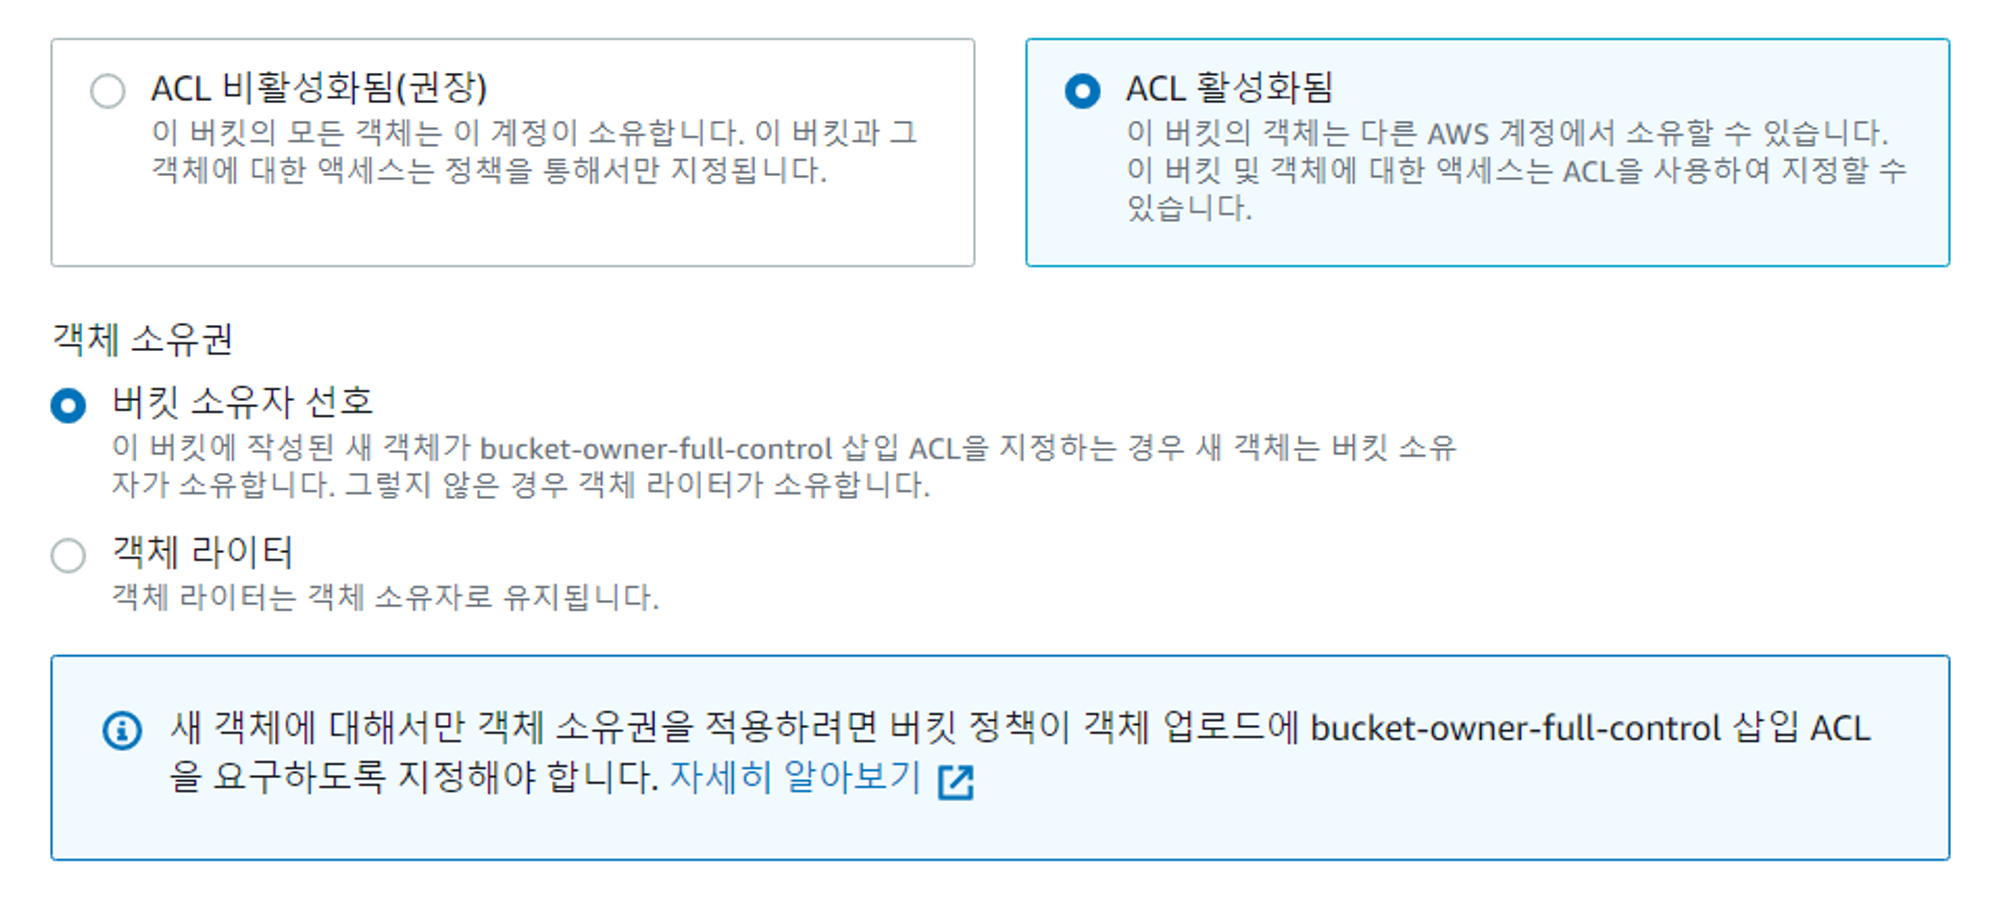 ACL 비활성화됨(권장)
이 버킷의 모든 객체는 이 계정이 소유합니다. 이 버킷과 그
객체에 대한 액세스는 정책을 통해서만 지정됩니다.
ACL 활성화됨
이 버킷의 객체는 다른 AWS 계정에서 소유할 수 있습니다.
이 버킷 및 객체에 대한 액세스는 ACL을 사용하여 지정할 수
있습니다.
객체 소유권
버킷 소유자 선호
이 버킷에 작성된 새 객체가 bucket-owner-full-control 삽입 ACL을 지정하는 경우 새 객체는 버킷 소유
자가 소유합니다. 그렇지 않은 경우 객체 라이터가 소유합니다.
객체 라이터
객체 라이터는 객체 소유자로 유지됩니다.
새 객체에 대해서만 객체 소유권을 적용하려면 버킷 정책이 객체 업로드에 bucket-owner-full-control 삽입 ACL
을 요구하도록 지정해야 합니다. 자세히 알아보기